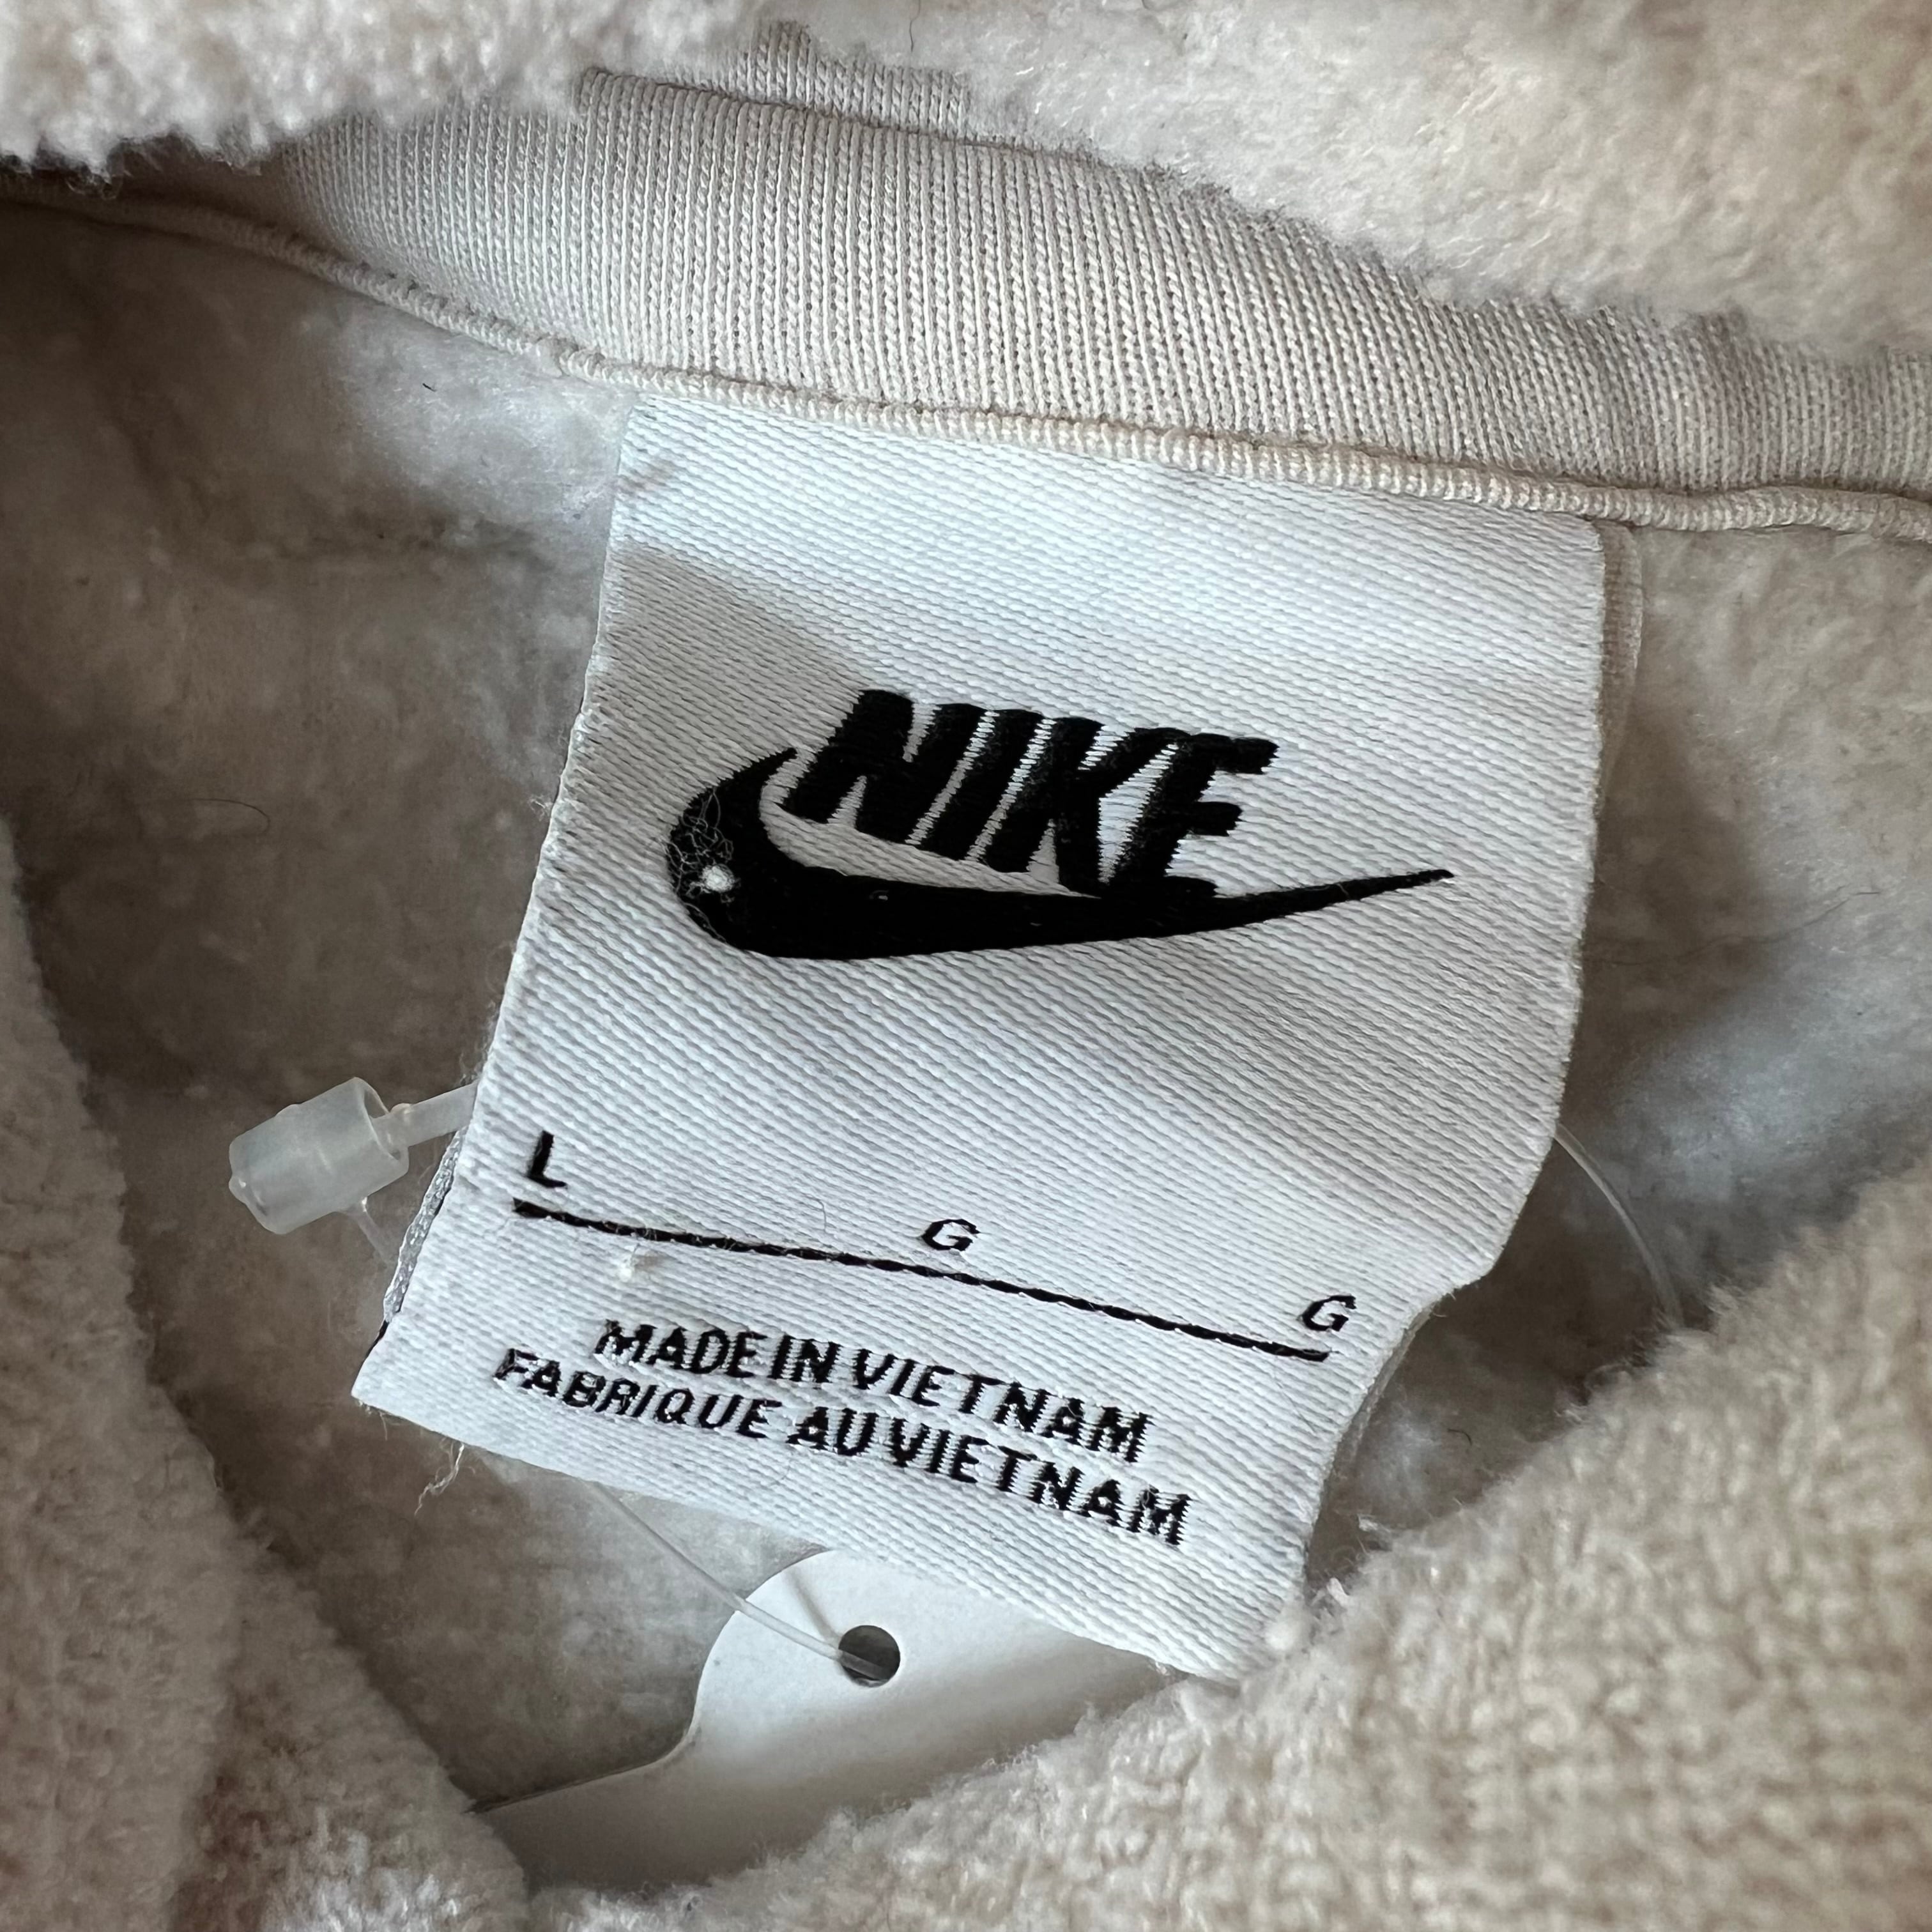 NIKE
L G G
MADE IN VIETNAM
FABRIQUE AU VIETNAM